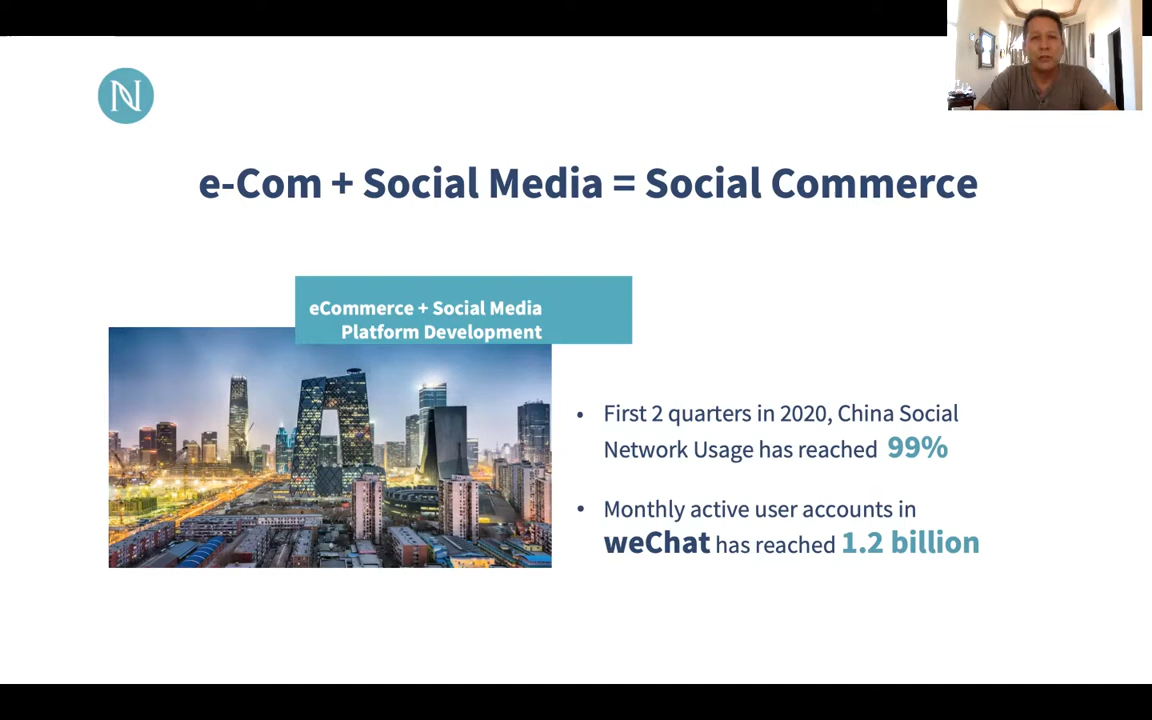 N
e-Com + Social Media = Social Commerce
eCommerce + Social Media
Platform Development
• First 2 quarters in 2020, China Social
Network Usage has reached 99%
• Monthly active user accounts in
weChat has reached 1.2 billion